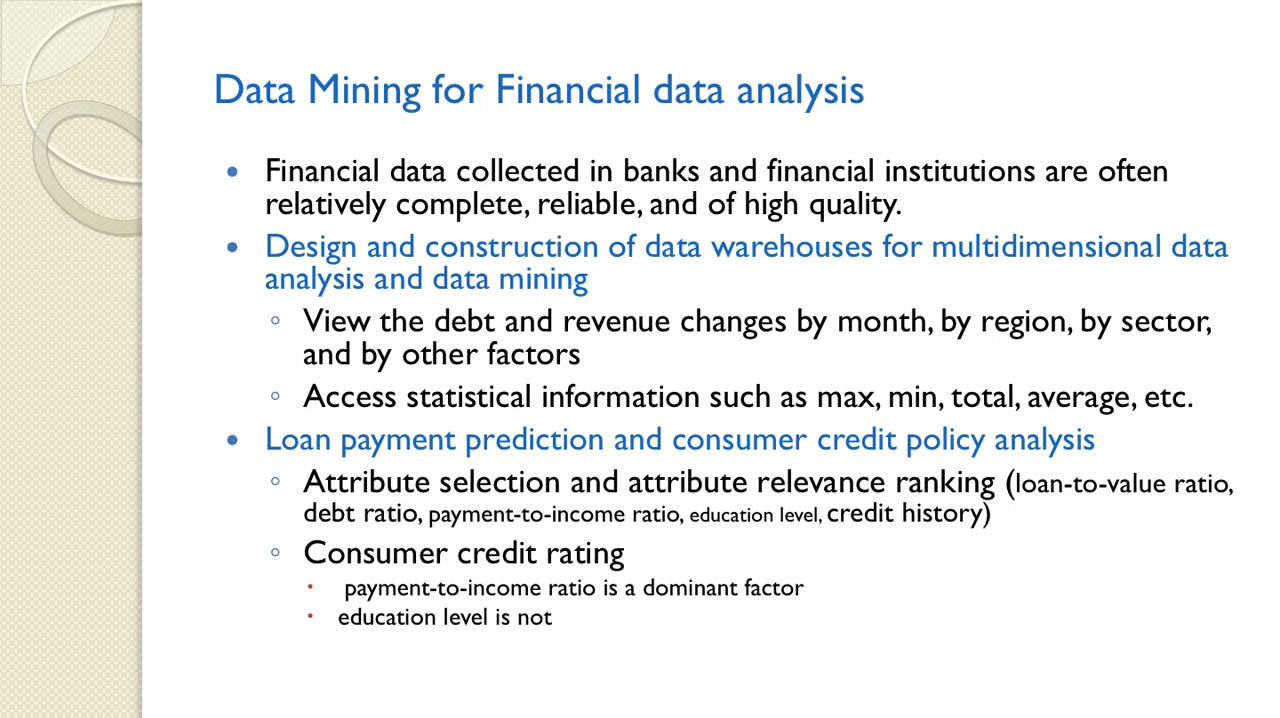 Data Mining for Financial data analysis
• Financial data collected in banks and financial institutions are often
relatively complete, reliable, and of high quality.
• Design and construction of data warehouses for multidimensional data
analysis and data mining
◦ View the debt and revenue changes by month, by region, by sector,
and by other factors
◦ Access statistical information such as max, min, total, average, etc.
• Loan payment prediction and consumer credit policy analysis
◦ Attribute selection and attribute relevance ranking (loan-to-value ratio,
debt ratio, payment-to-income ratio, education level, credit history)
◦ Consumer credit rating
• payment-to-income ratio is a dominant factor
• education level is not